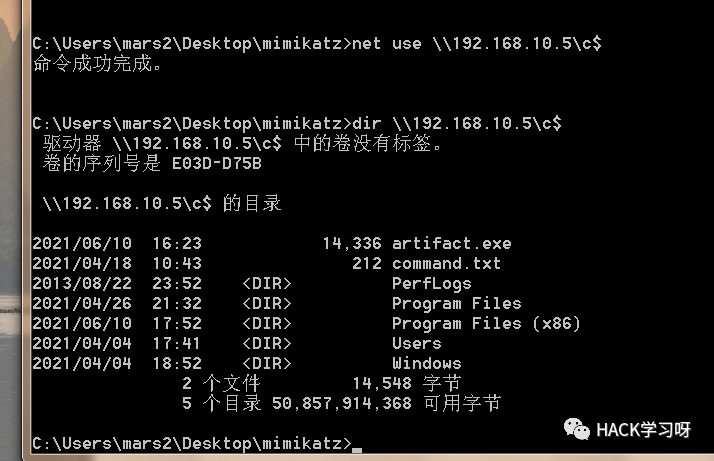 C:\Users\mars2\Desktop\mimikatz>net use \\192.168.10.5\c$
命令成功完成。
C:\Users\mars2\Desktop\mimikatz>dir \\192.168.10.5\c$
驱动器 \\192.168.10.5\c$ 中的卷没有标签。
卷的序列号是 E03D-D75B
\\192.168.10.5\c$ 的目录
2021/06/10  16:23            14,336 artifact.exe
2021/04/18  10:43               212 command.txt
2013/08/22  23:52    <DIR>          PerfLogs
2021/04/26  21:32    <DIR>          Program Files
2021/06/10  17:52    <DIR>          Program Files (x86)
2021/04/04  17:41    <DIR>          Users
2021/04/04  18:52    <DIR>          Windows
2 个文件         14,548 字节
5 个目录 50,857,914,368 可用字节
C:\Users\mars2\Desktop\mimikatz>_
HACK学习呀